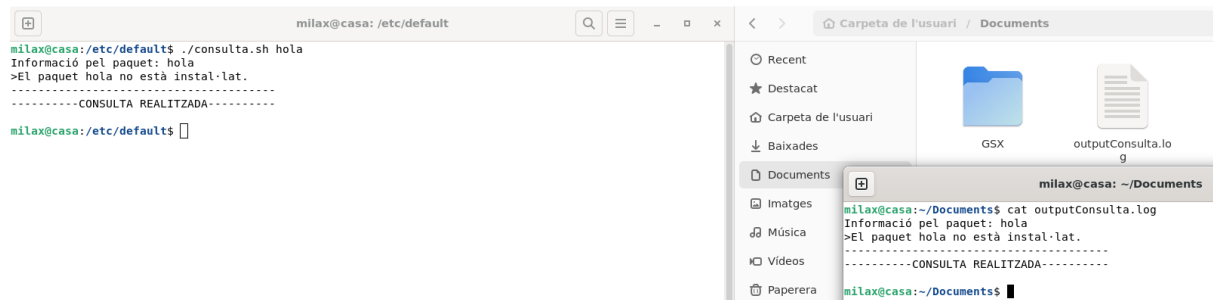 milax@casa: /etc/default
milax@casa:/etc/default$ ./consulta.sh hola
Informació pel paquet: hola
>El paquet hola no està instal·lat.
----------------------------------------
----------CONSULTA REALITZADA----------
milax@casa:/etc/default$
Carpeta de l'usuari / Documents
Recent
Destacat
Carpeta de l'usuari
Baixades
Documents
Imatges
Música
Vídeos
Paperera
GSX
outputConsulta.lo
g
milax@casa: ~/Documents
milax@casa:~/Documents$ cat outputConsulta.log
Informació pel paquet: hola
>El paquet hola no està instal·lat.
----------------------------------------
----------CONSULTA REALITZADA----------
milax@casa:~/Documents$